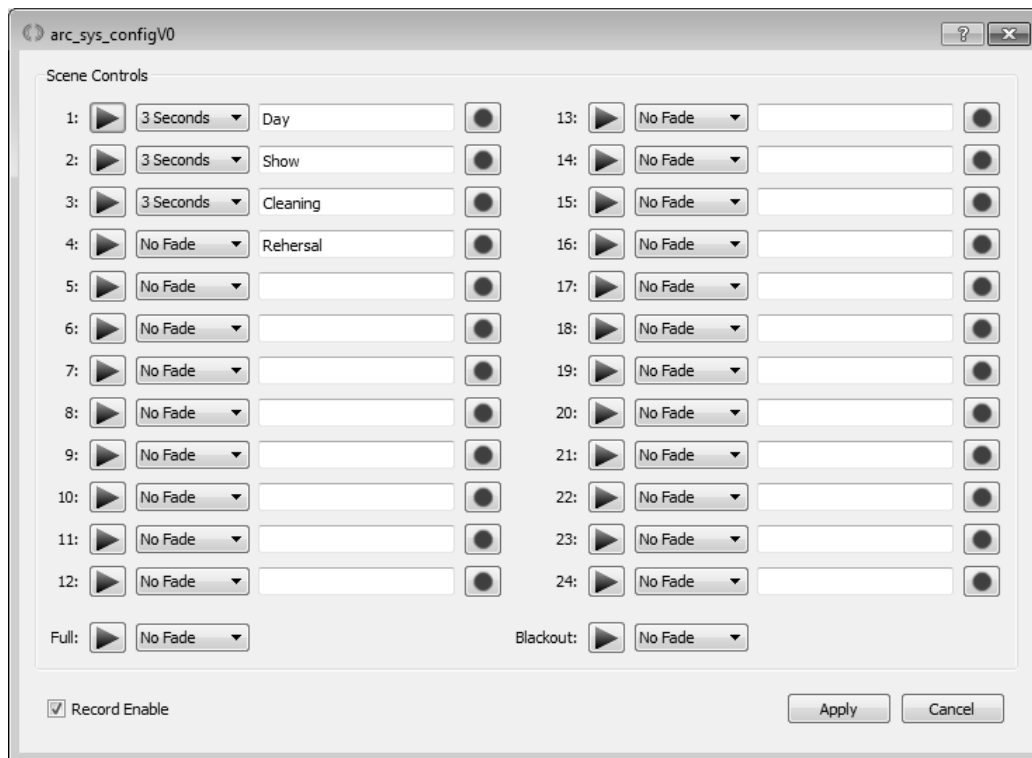 arc_sys_configV0
?
Scene Controls
1: 3 Seconds Day
2: 3 Seconds Show
3: 3 Seconds Cleaning
4: No Fade Rehersal
5: No Fade
6: No Fade
7: No Fade
8: No Fade
9: No Fade
10: No Fade
11: No Fade
12: No Fade
Full: No Fade
13: No Fade
14: No Fade
15: No Fade
16: No Fade
17: No Fade
18: No Fade
19: No Fade
20: No Fade
21: No Fade
22: No Fade
23: No Fade
24: No Fade
Blackout: No Fade
Record Enable
Apply
Cancel